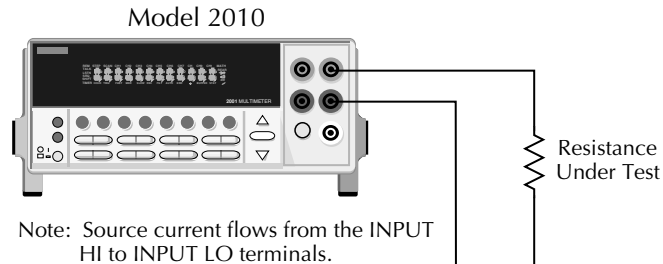 Model 2010
2001 MULTIMETER
Resistance
Under Test
Note: Source current flows from the INPUT
HI to INPUT LO terminals.